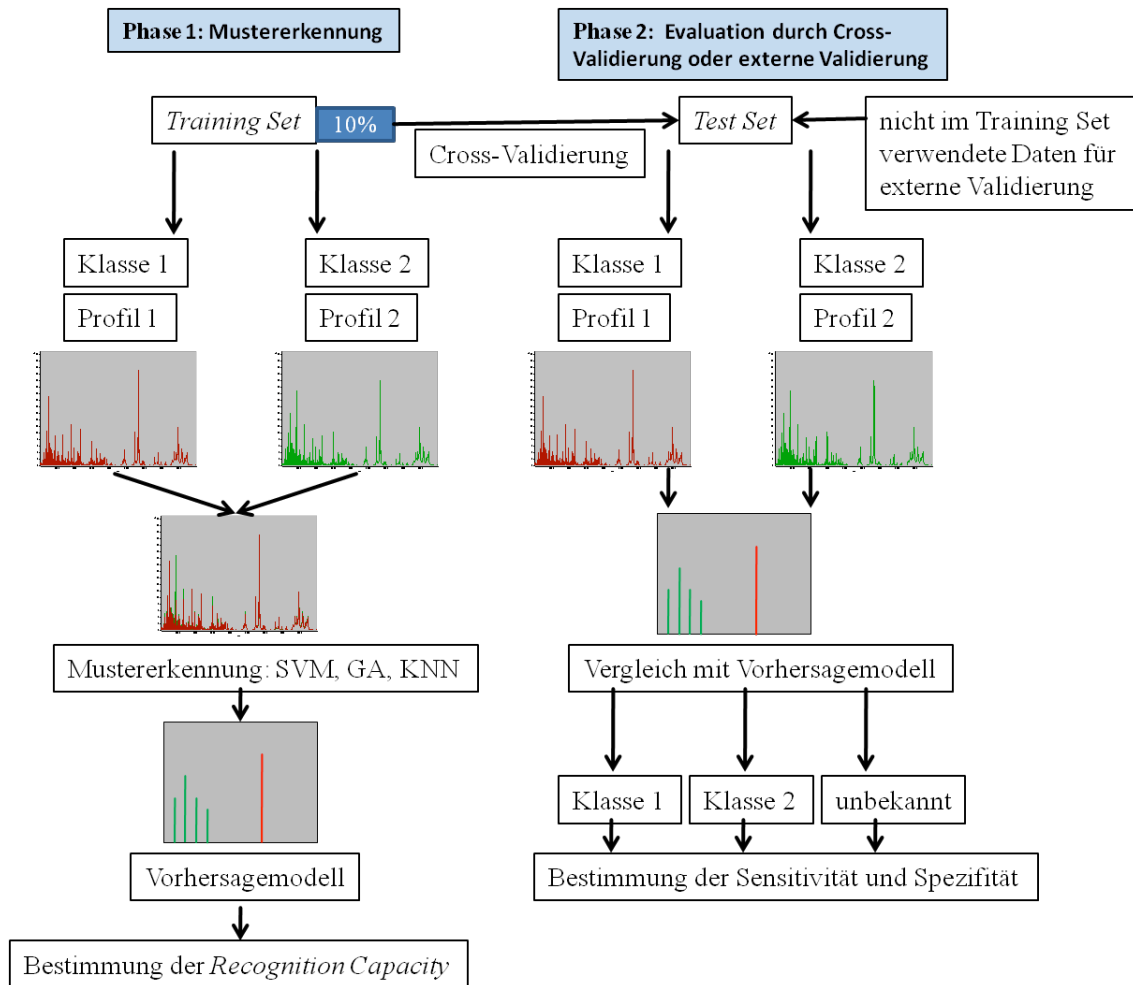 Phase 1: Mustererkennung
Phase 2: Evaluation durch Cross-
Validierung oder externe Validierung
Training Set
10%
Cross-Validierung
Test Set
nicht im Training Set
verwendete Daten für
externe Validierung
Klasse 1
Klasse 2
Klasse 1
Klasse 2
Profil 1
Profil 2
Profil 1
Profil 2
Mustererkennung: SVM, GA, KNN
Vergleich mit Vorhersagemodell
Klasse 1
Klasse 2
unbekannt
Vorhersagemodell
Bestimmung der Sensitivität und Spezifität
Bestimmung der Recognition Capacity